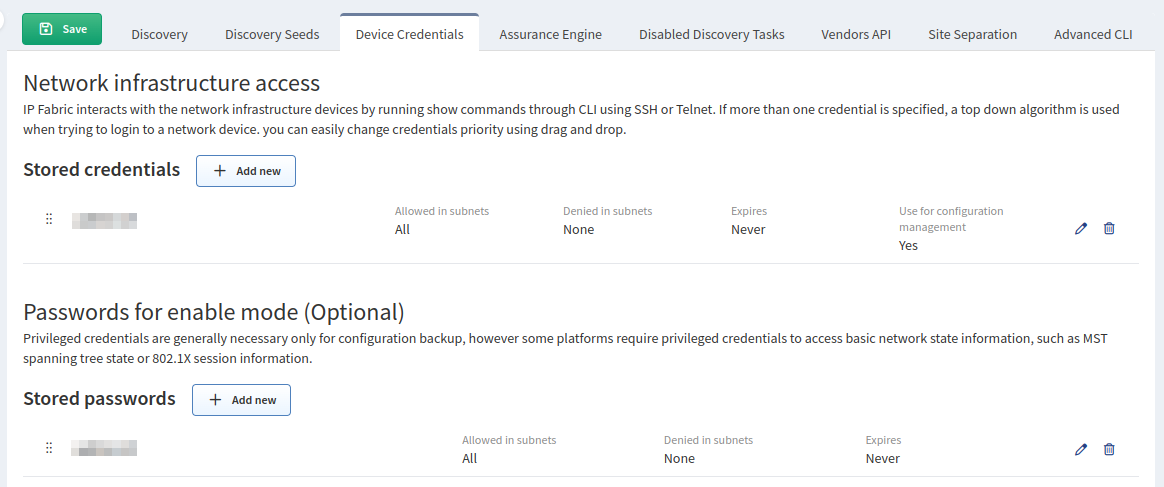 Save
Discovery
Discovery Seeds
Device Credentials
Assurance Engine
Disabled Discovery Tasks
Vendors API
Site Separation
Advanced CLI
Network infrastructure access
IP Fabric interacts with the network infrastructure devices by running show commands through CLI using SSH or Telnet. If more than one credential is specified, a top down algorithm is used
when trying to login to a network device. you can easily change credentials priority using drag and drop.
Stored credentials
Add new
Allowed in subnets
All
Denied in subnets
None
Expires
Never
Use for configuration
management
Yes
Passwords for enable mode (Optional)
Privileged credentials are generally necessary only for configuration backup, however some platforms require privileged credentials to access basic network state information, such as MST
spanning tree state or 802.1X session information.
Stored passwords
Add new
Allowed in subnets
All
Denied in subnets
None
Expires
Never